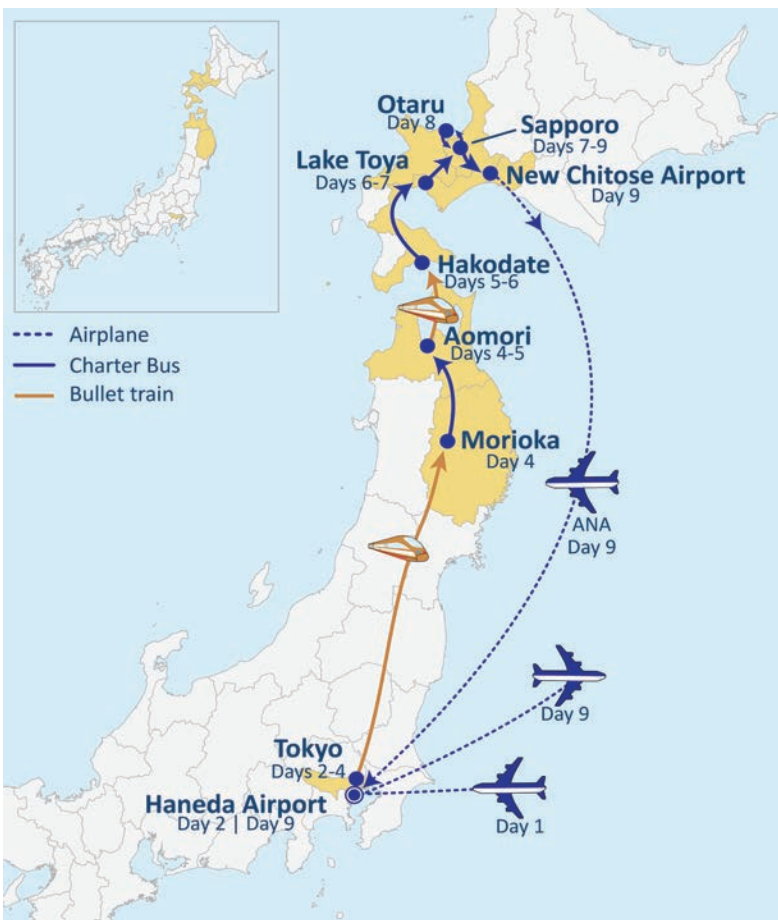 Otaru
Day 8
Sapporo
Days 7-9
Lake Toya
Days 6-7
New Chitose Airport
Day 9
Hakodate
Days 5-6
Airplane
Charter Bus
Bullet train
Aomori
Days 4-5
Morioka
Day 4
ANA
Day 9
Day 9
Tokyo
Days 2-4
Haneda Airport
Day 2 | Day 9
Day 1